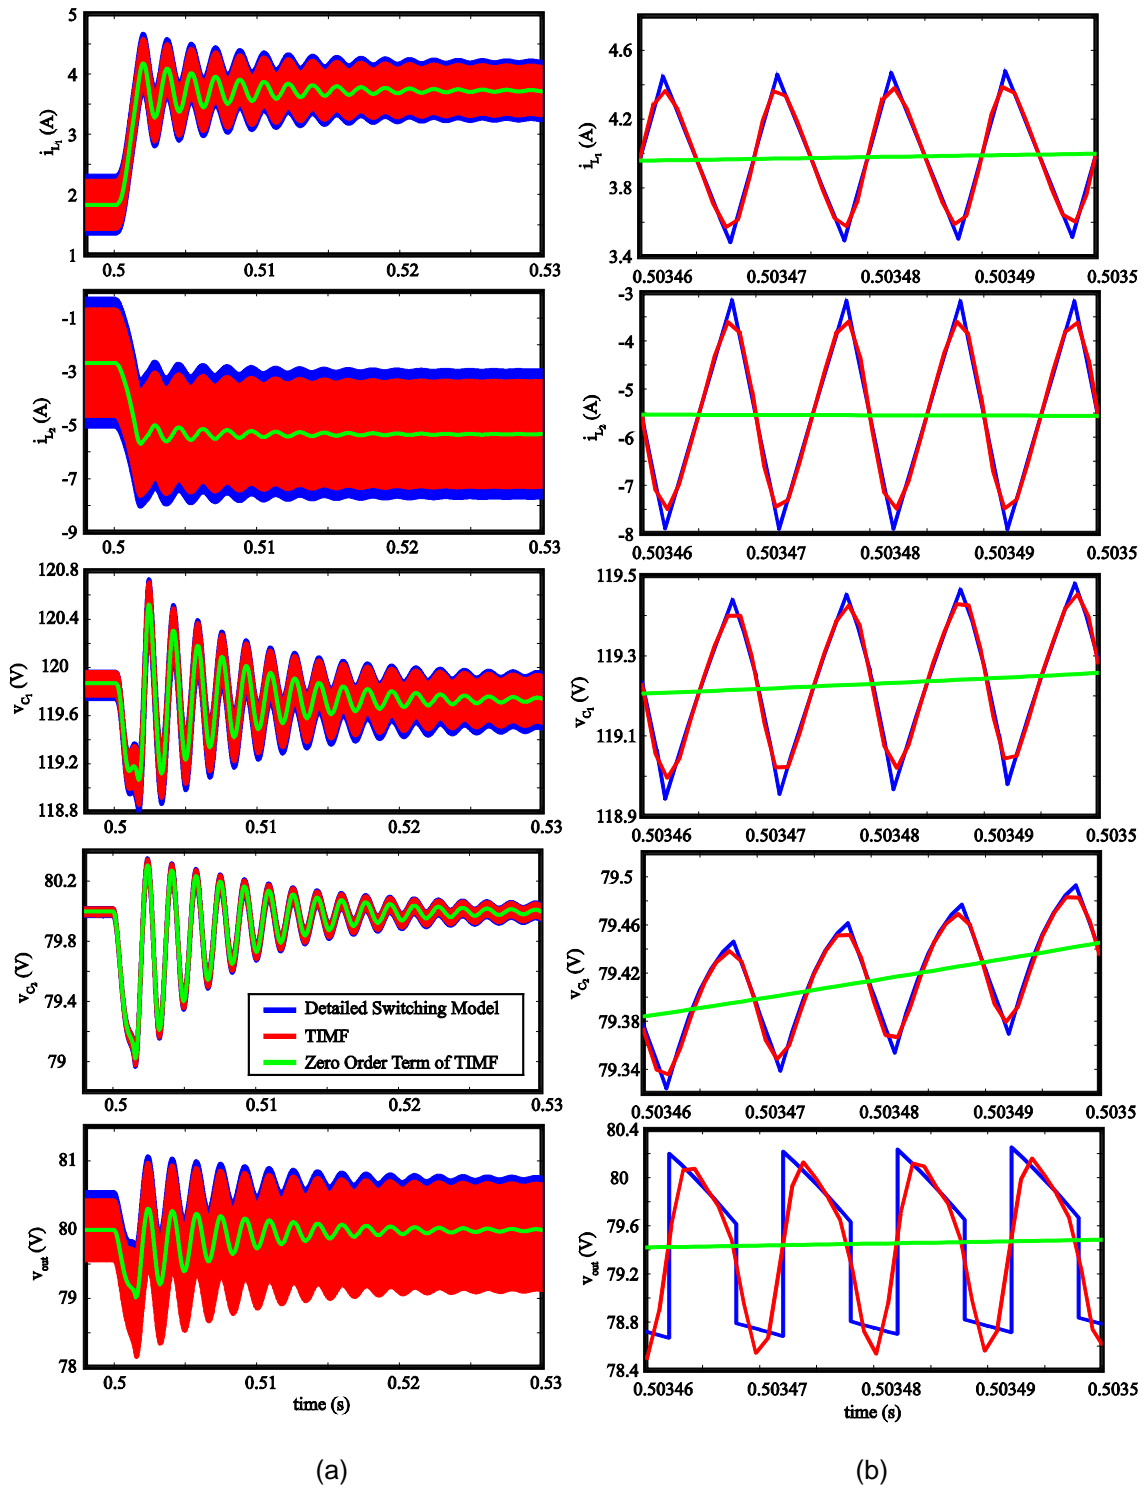 5
4
3
2
1
i_L1 (A)
0.5 0.51 0.52 0.53
4.6
4.2
3.8
3.4
i_L1 (A)
0.50346 0.50347 0.50348 0.50349 0.5035
-1
-3
-5
-7
-9
i_L2 (A)
0.5 0.51 0.52 0.53
-3
-4
-5
-6
-7
-8
i_L2 (A)
0.50346 0.50347 0.50348 0.50349 0.5035
120.8
120.4
120
119.6
119.2
118.8
v_C1 (V)
0.5 0.51 0.52 0.53
119.5
119.3
119.1
118.9
v_C1 (V)
0.50346 0.50347 0.50348 0.50349 0.5035
80.2
79.8
79.4
79
v_C2 (V)
Detailed Switching Model
TIMF
Zero Order Term of TIMF
0.5 0.51 0.52 0.53
79.5
79.46
79.42
79.38
79.34
v_C2 (V)
0.50346 0.50347 0.50348 0.50349 0.5035
81
80
79
78
v_out (V)
0.5 0.51 0.52 0.53
time (s)
80.4
80
79.6
79.2
78.8
78.4
v_out (V)
0.50346 0.50347 0.50348 0.50349 0.5035
time (s)
(a) (b)